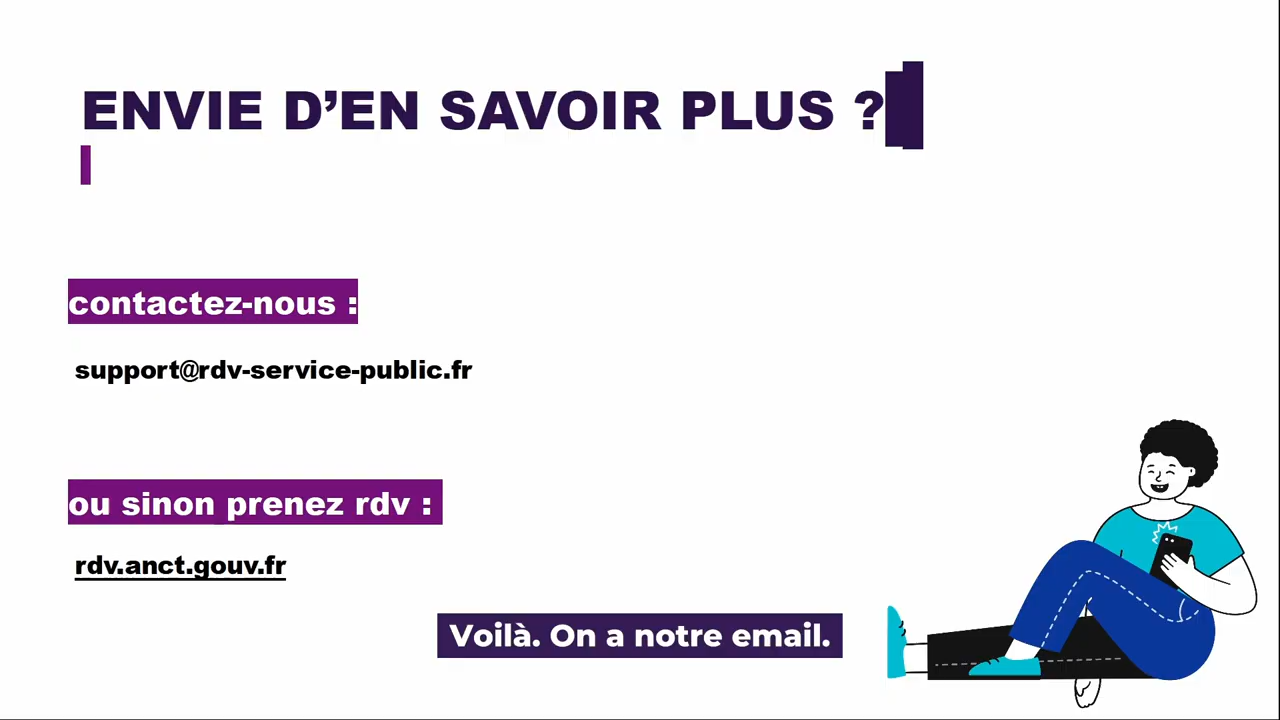 ENVIE D’EN SAVOIR PLUS ?
contactez-nous :
support@rdv-service-public.fr
ou sinon prenez rdv :
rdv.anct.gouv.fr
Voilà. On a notre email.